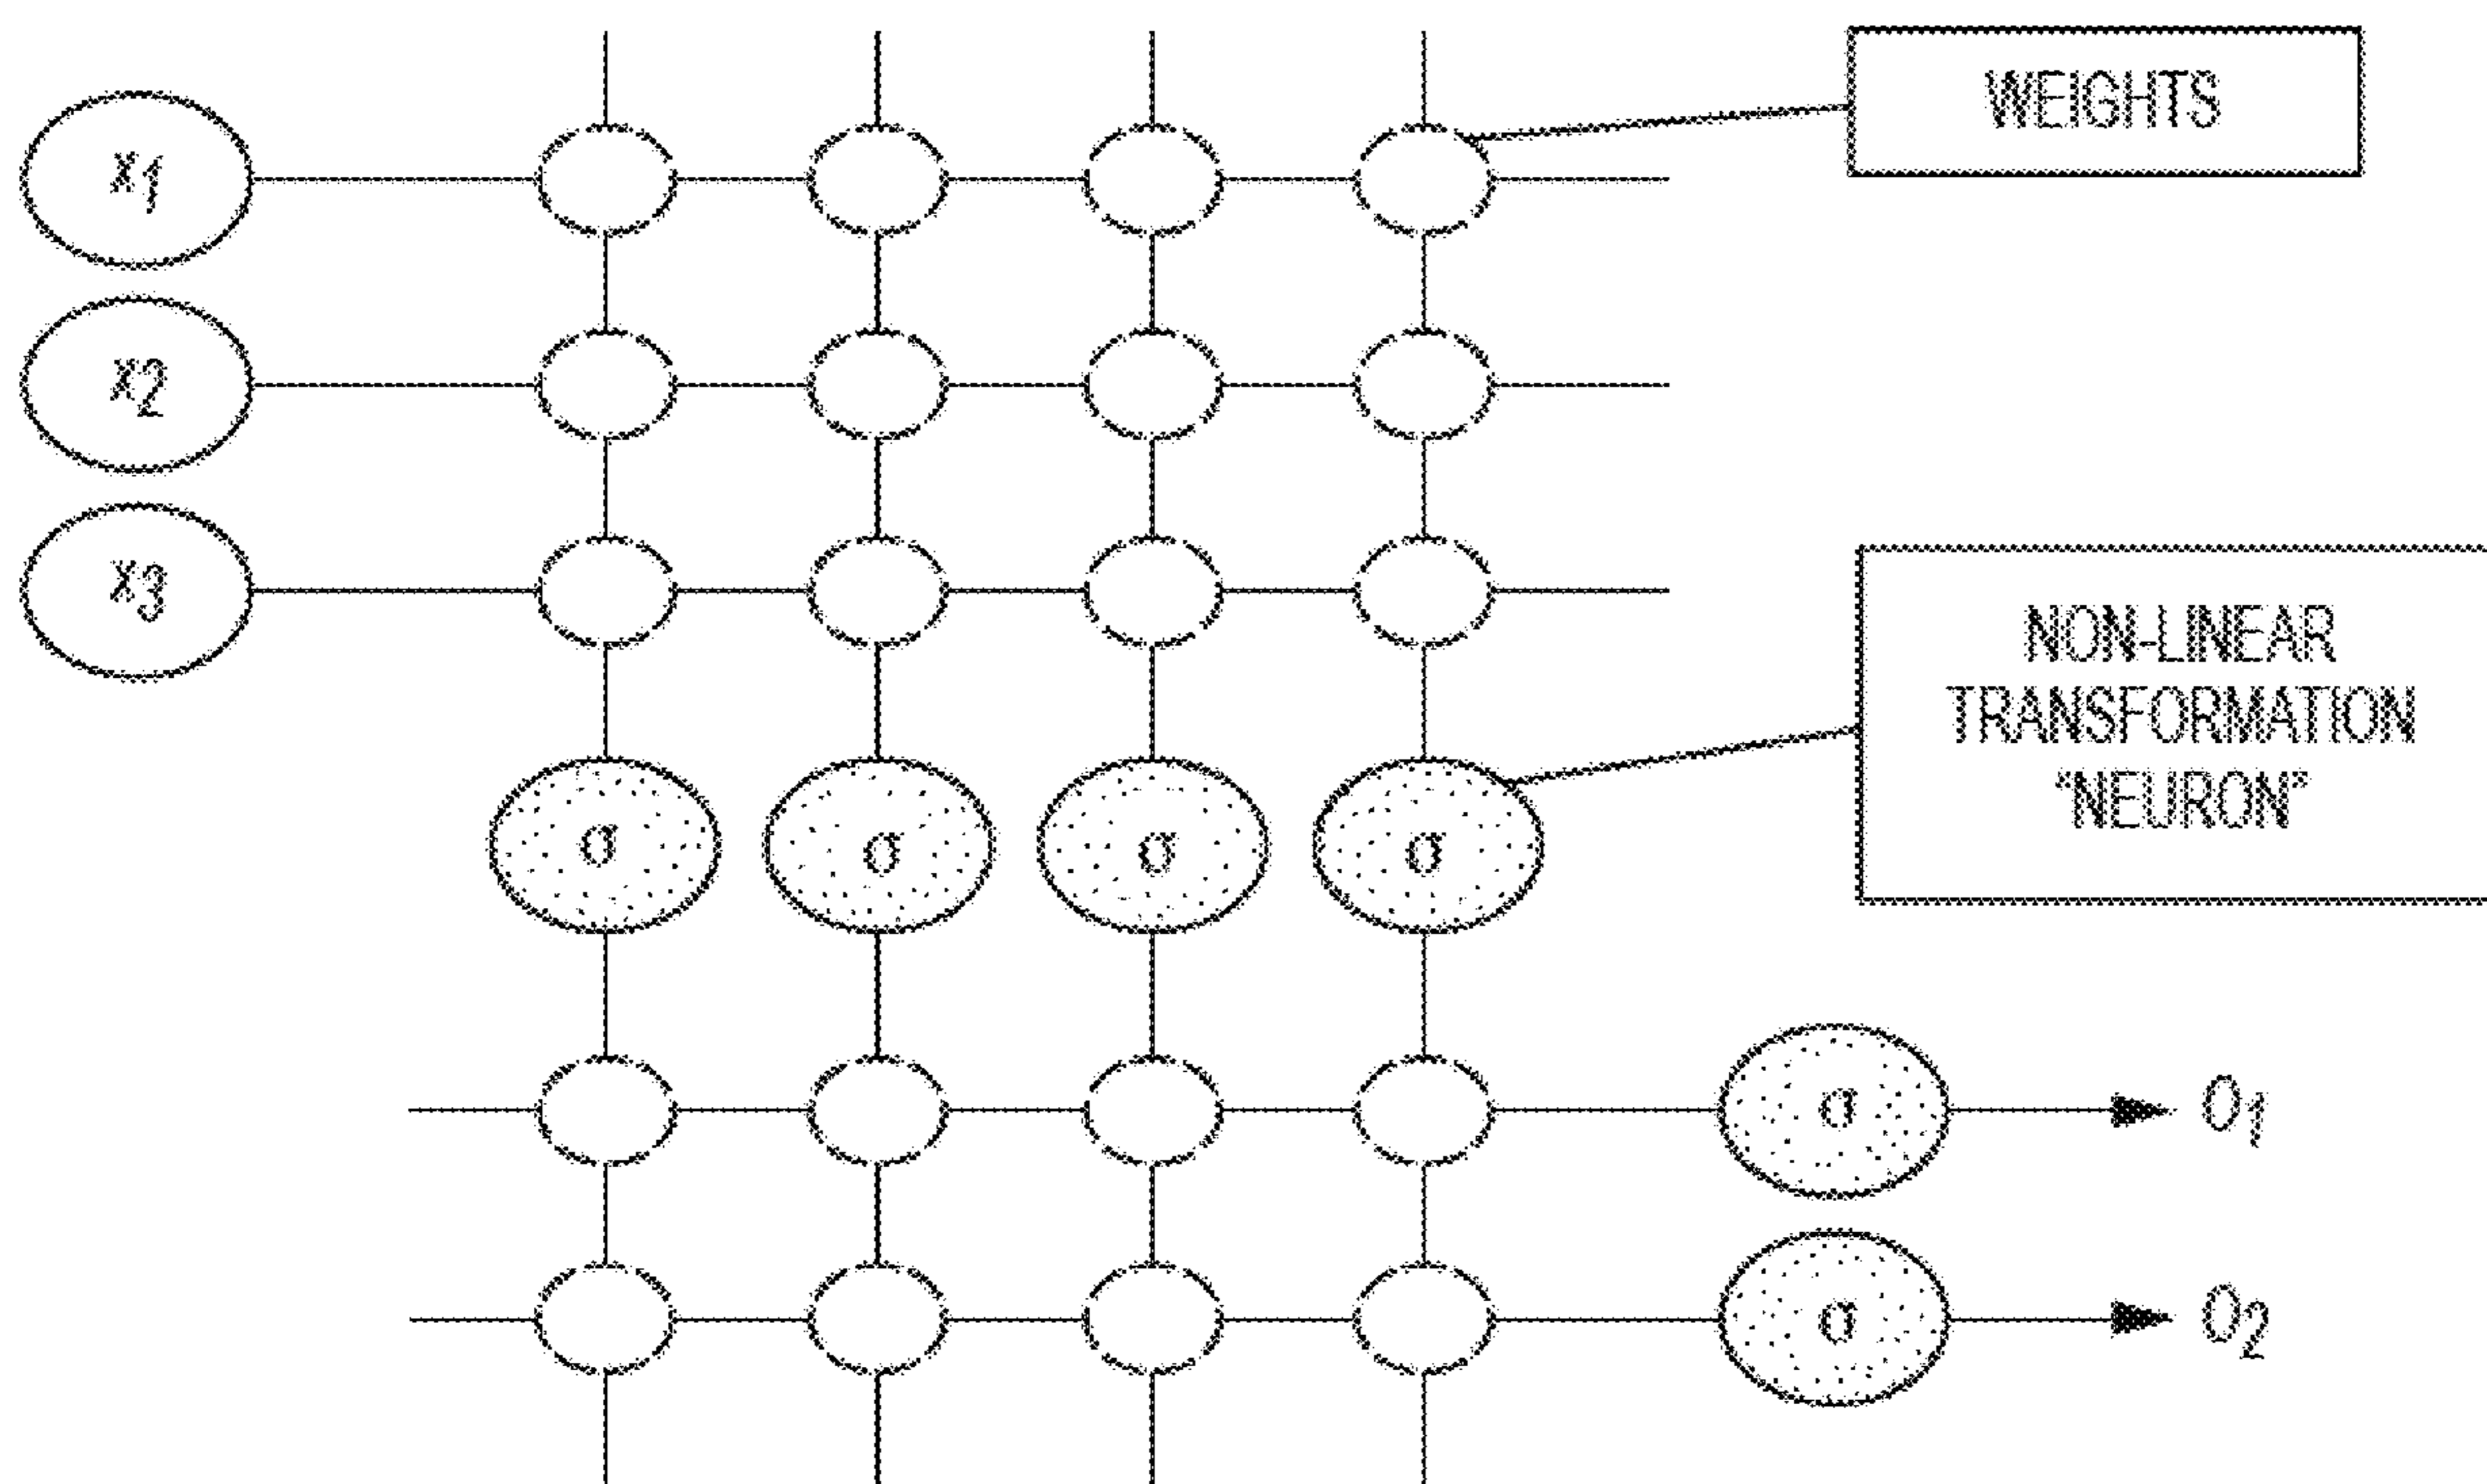 x1
WEIGHTS
x2
x3
NON-LINEAR
TRANSFORMATION
"NEURON"
σ σ σ σ
σ O1
σ O2